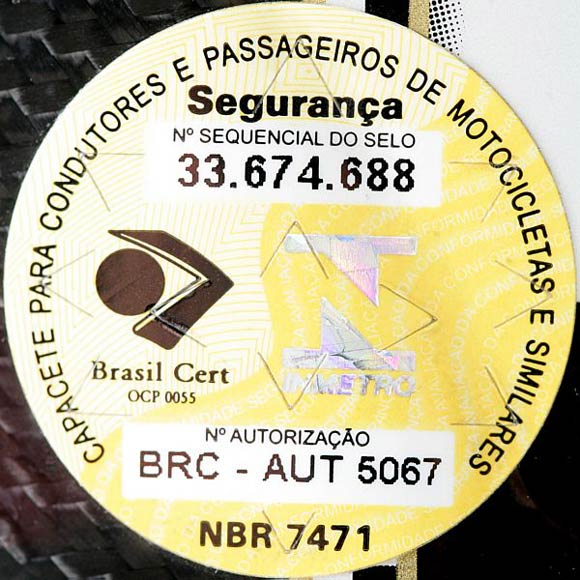 CAPACETE PARA CONDUTORES E PASSAGEIROS DE MOTOCICLETAS E SIMILARES
Segurança
Nº SEQUENCIAL DO SELO
33.674.688
Brasil Cert
OCP 0055
INMETRO
Nº AUTORIZAÇÃO
BRC - AUT 5067
NBR 7471